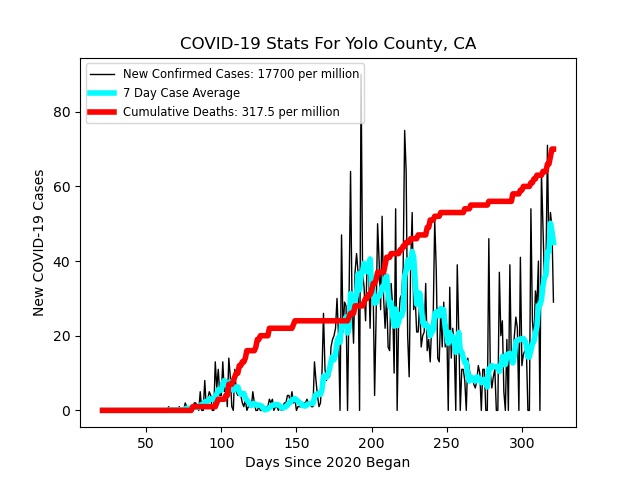 COVID-19 Stats For Yolo County, CA
New Confirmed Cases: 17700 per million
7 Day Case Average
Cumulative Deaths: 317.5 per million
New COVID-19 Cases
80
60
40
20
0
50 100 150 200 250 300
Days Since 2020 Began